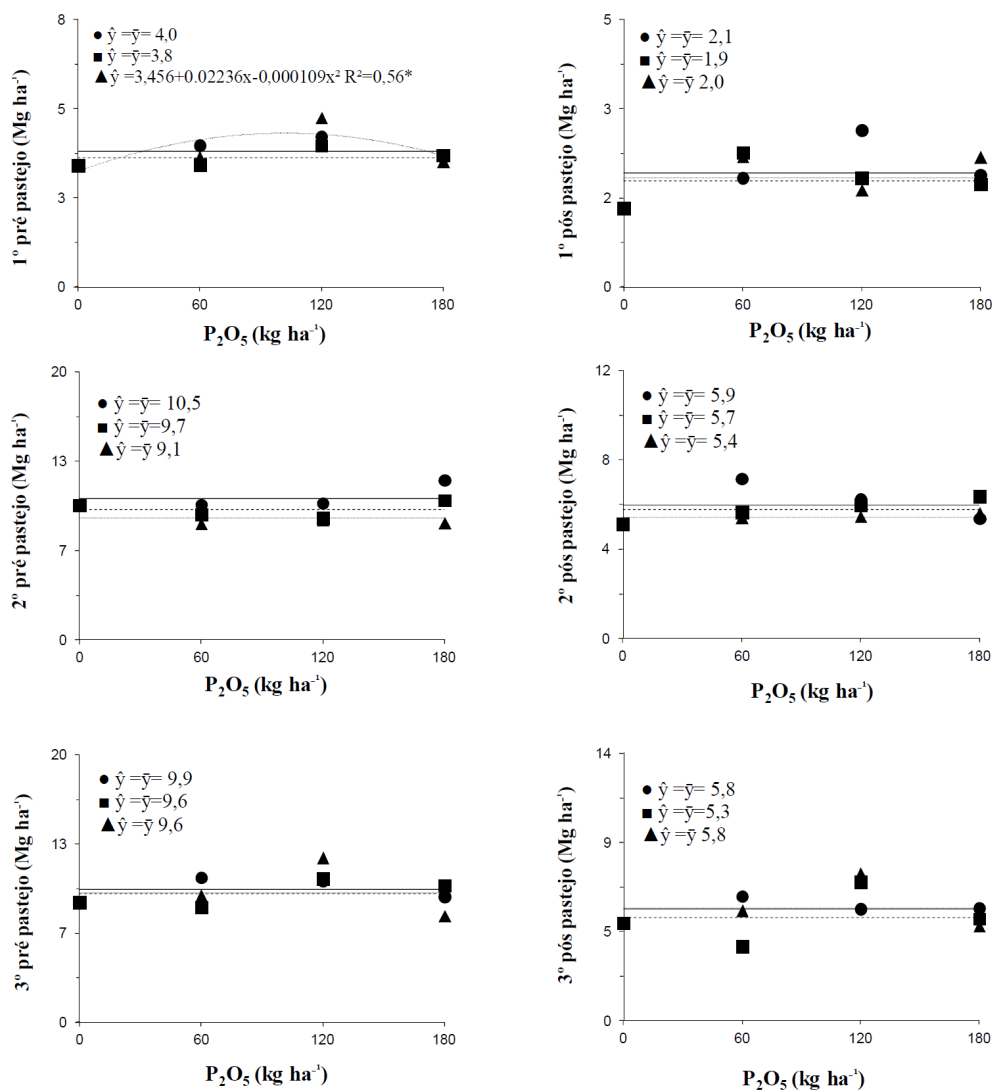 1º pré pastejo (Mg ha⁻¹)
8
5
3
0
● ŷ =ȳ= 4,0
■ ŷ =ȳ=3,8
▲ ŷ =3,456+0.02236x-0,000109x² R²=0,56*
0 60 120 180
P₂O₅ (kg ha⁻¹)
1º pós pastejo (Mg ha⁻¹)
5
3
2
0
● ŷ =ȳ= 2,1
■ ŷ =ȳ=1,9
▲ ŷ =ȳ 2,0
0 60 120 180
P₂O₅ (kg ha⁻¹)
2º pré pastejo (Mg ha⁻¹)
20
13
7
0
● ŷ =ȳ= 10,5
■ ŷ =ȳ=9,7
▲ ŷ =ȳ 9,1
0 60 120 180
P₂O₅ (kg ha⁻¹)
2º pós pastejo (Mg ha⁻¹)
12
8
4
0
● ŷ =ȳ= 5,9
■ ŷ =ȳ= 5,7
▲ ŷ =ȳ= 5,4
0 60 120 180
P₂O₅ (kg ha⁻¹)
3º pré pastejo (Mg ha⁻¹)
20
13
7
0
● ŷ =ȳ= 9,9
■ ŷ =ȳ=9,6
▲ ŷ =ȳ 9,6
0 60 120 180
P₂O₅ (kg ha⁻¹)
3º pós pastejo (Mg ha⁻¹)
14
9
5
0
● ŷ =ȳ= 5,8
■ ŷ =ȳ=5,3
▲ ŷ =ȳ 5,8
0 60 120 180
P₂O₅ (kg ha⁻¹)